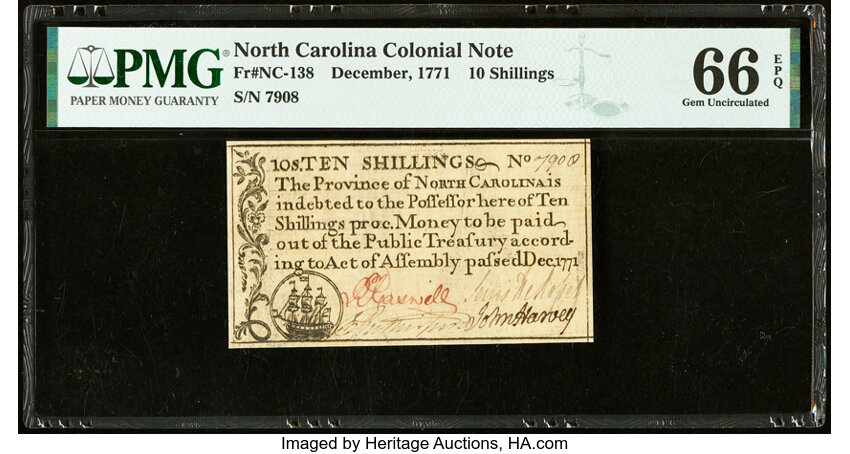 PMG®
PAPER MONEY GUARANTY
North Carolina Colonial Note
Fr#NC-138 December, 1771 10 Shillings
S/N 7908
66 EPQ
Gem Uncirculated
10S. TEN SHILLINGS No 7908
The Province of NORTH CAROLINA is
indebted to the Poſſeſſor here of Ten
Shillings proc. Money to be paid
out of the Public Treaſury accord-
ing to Act of Aſſembly paſsed Dec. 1771
RCaswell
John Harvey
Imaged by Heritage Auctions, HA.com